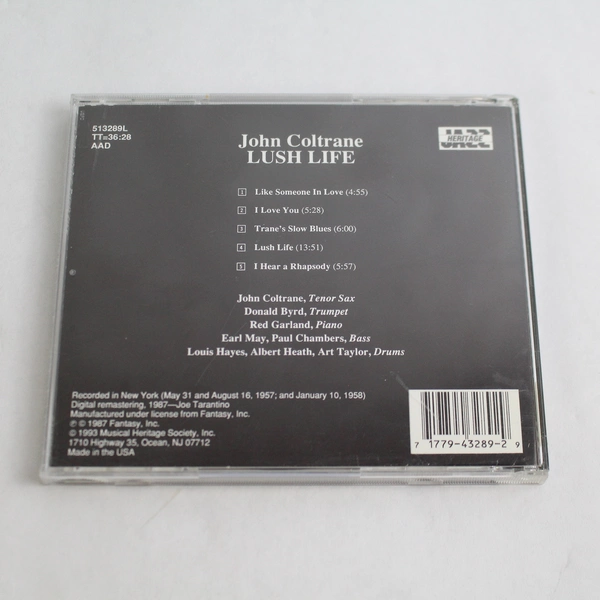 513289L
TT=36:28
AAD
JAZZ
HERITAGE
John Coltrane
LUSH LIFE
1 Like Someone In Love (4:55)
2 I Love You (5:28)
3 Trane's Slow Blues (6:00)
4 Lush Life (13:51)
5 I Hear a Rhapsody (5:57)
John Coltrane, Tenor Sax
Donald Byrd, Trumpet
Red Garland, Piano
Earl May, Paul Chambers, Bass
Louis Hayes, Albert Heath, Art Taylor, Drums
Recorded in New York (May 31 and August 16, 1957; and January 10, 1958)
Digital remastering, 1987—Joe Tarantino
Manufactured under license from Fantasy, Inc.
℗ © 1987 Fantasy, Inc.
© 1993 Musical Heritage Society, Inc.
1710 Highway 35, Ocean, NJ 07712
Made in the USA
7 1779-43289-2 9